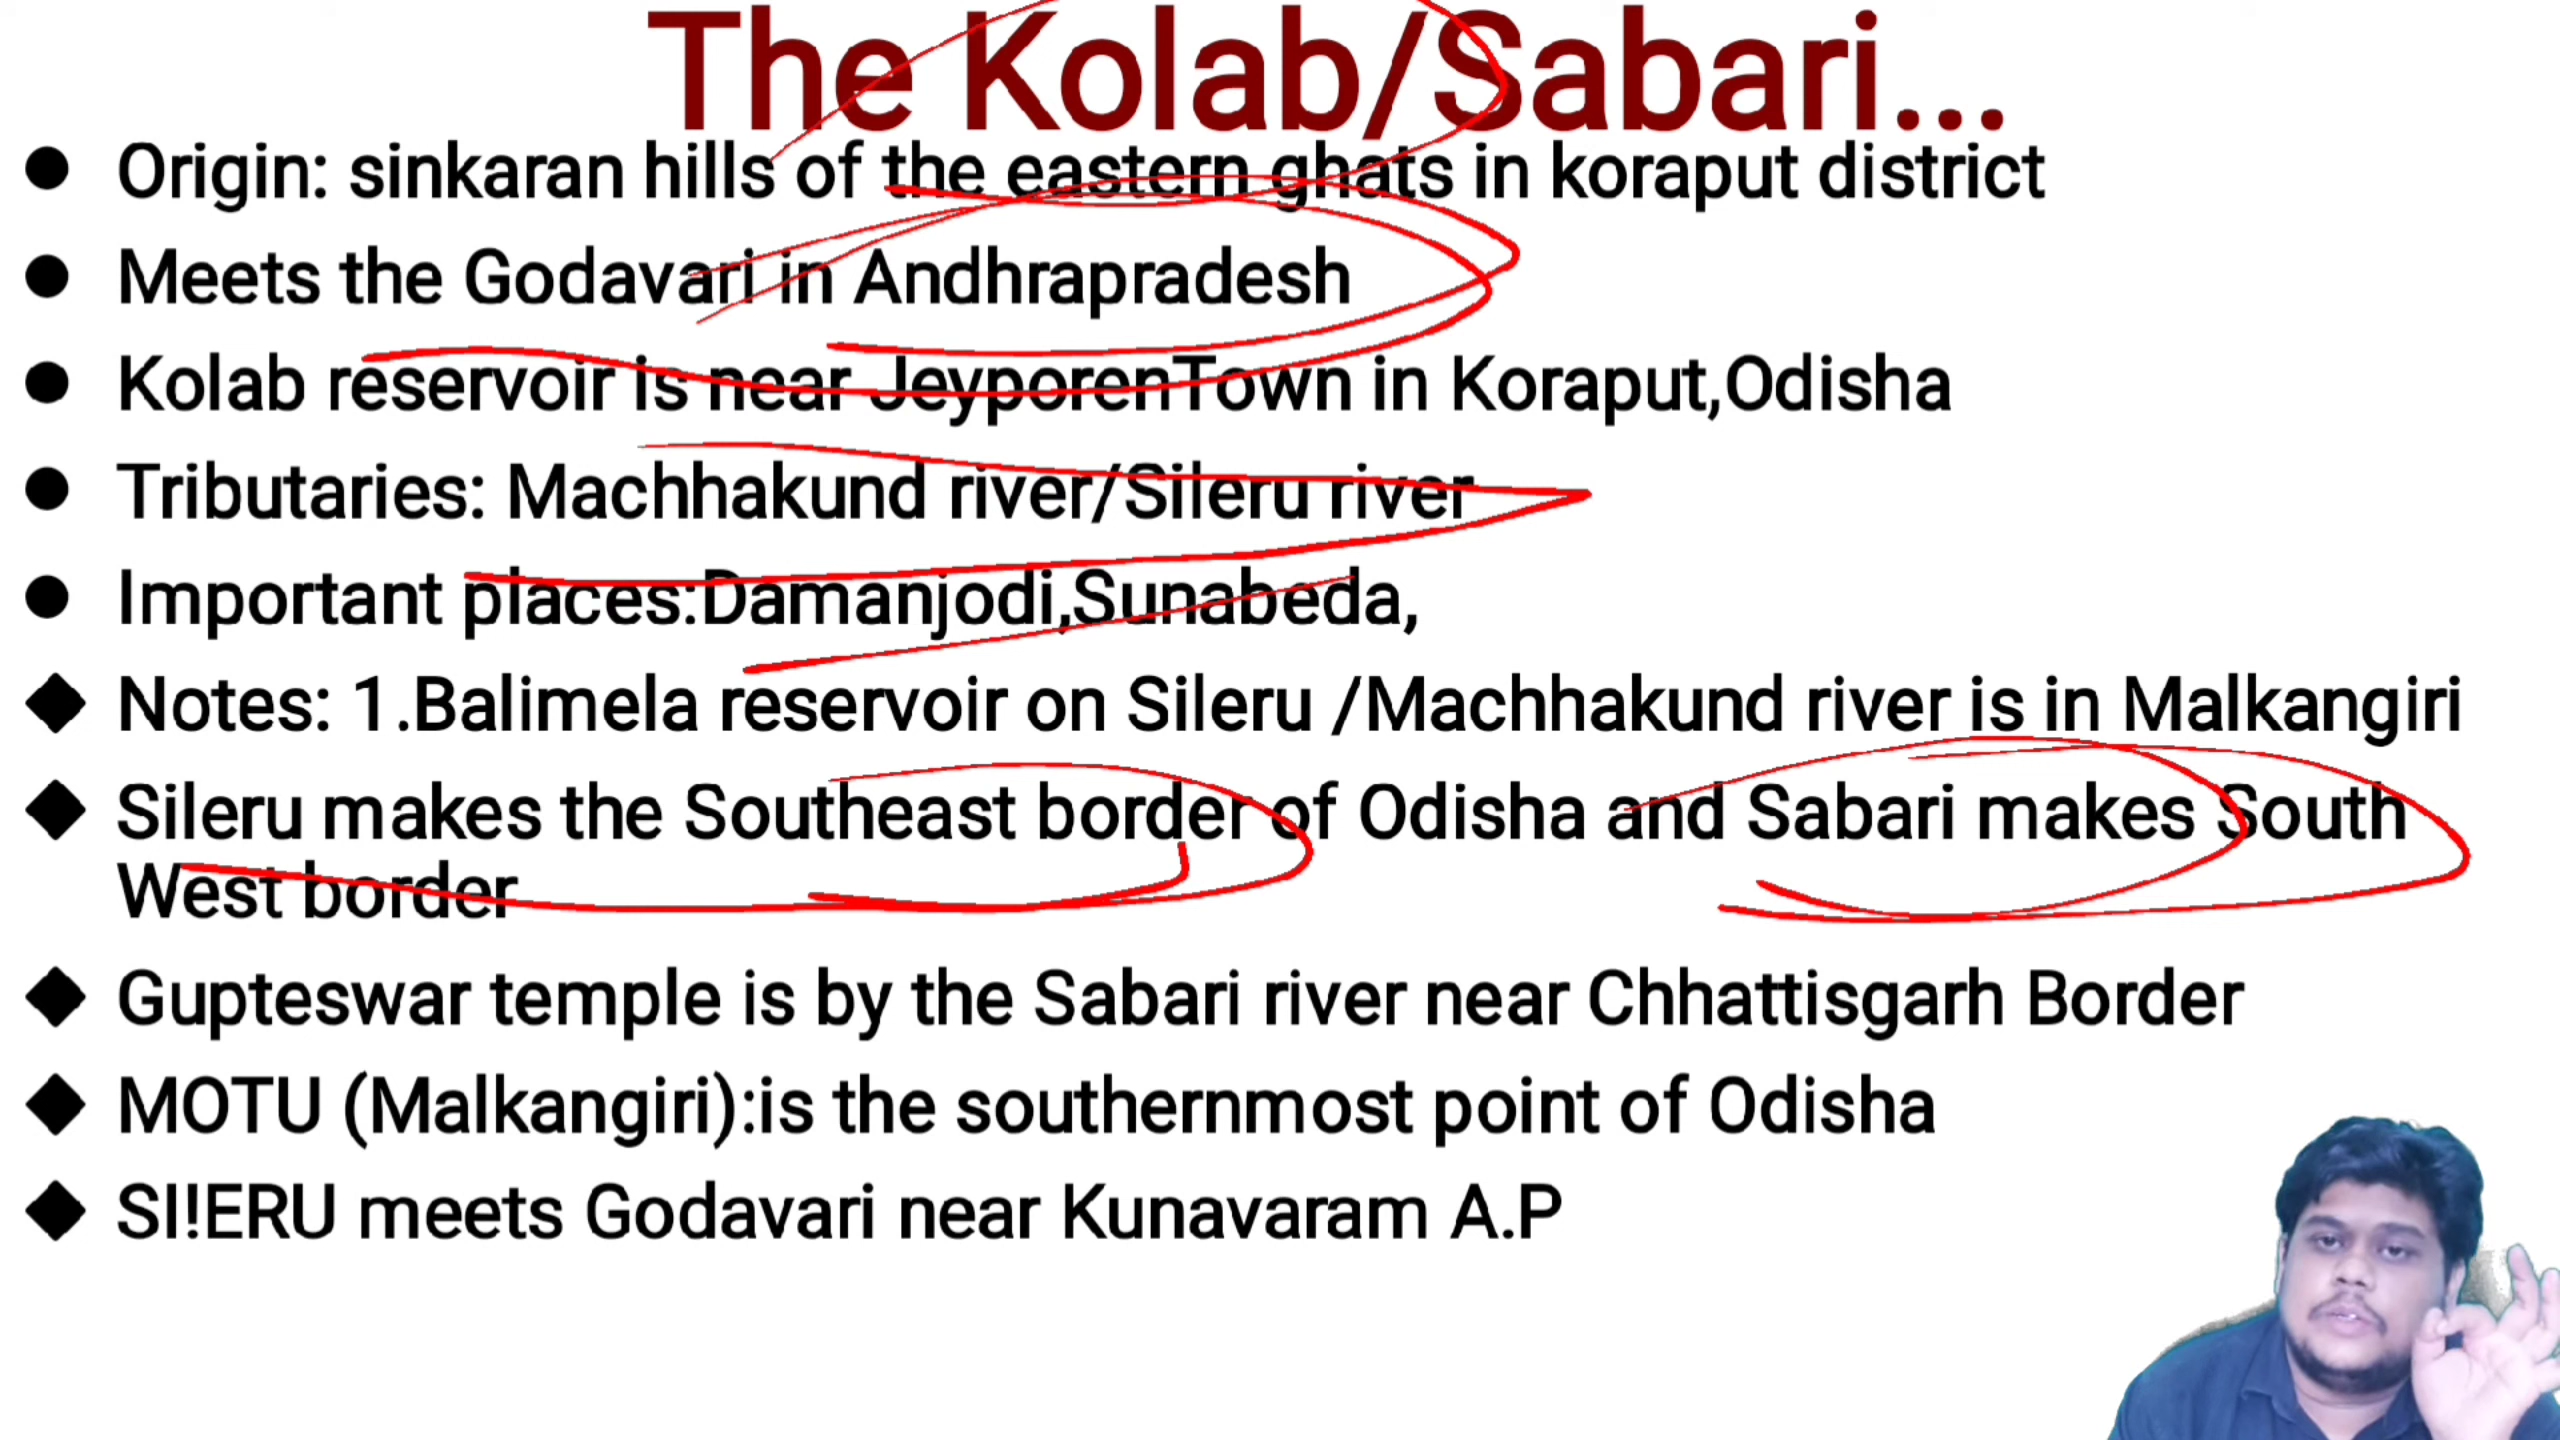 The Kolab/Sabari...
● Origin: sinkaran hills of the eastern ghats in koraput district
● Meets the Godavari in Andhrapradesh
● Kolab reservoir is near JeyporenTown in Koraput,Odisha
● Tributaries: Machhakund river/Sileru river
● Important places:Damanjodi,Sunabeda,
◆ Notes: 1.Balimela reservoir on Sileru /Machhakund river is in Malkangiri
◆ Sileru makes the Southeast border of Odisha and Sabari makes South
West border
◆ Gupteswar temple is by the Sabari river near Chhattisgarh Border
◆ MOTU (Malkangiri):is the southernmost point of Odisha
◆ SI!ERU meets Godavari near Kunavaram A.P